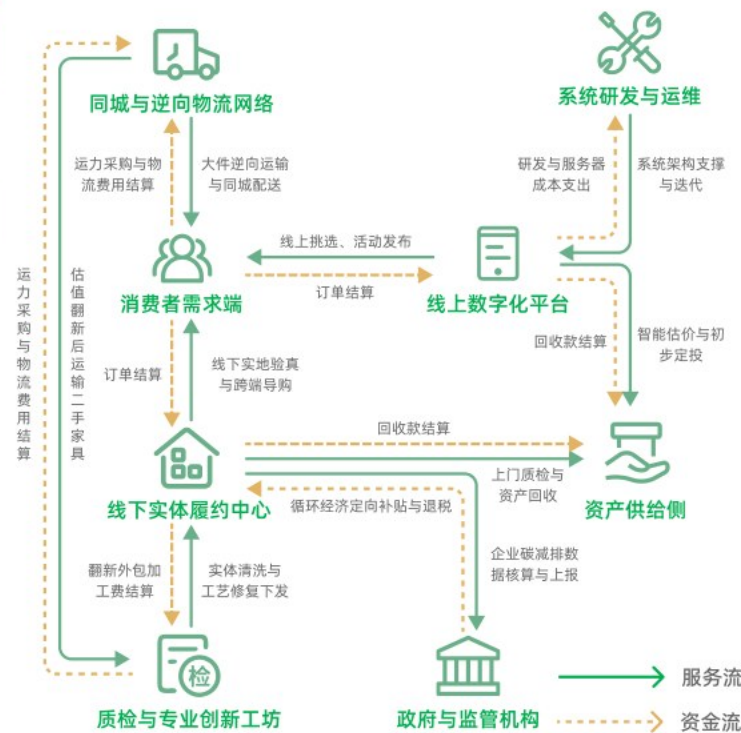 同城与逆向物流网络
系统研发与运维
运力采购与物
流费用结算
大件逆向运输
与同城配送
研发与服务器
成本支出
系统架构支撑
与迭代
线上挑选、活动发布
消费者需求端
订单结算
线上数字化平台
运力采购与物流费用结算
估值翻新后运输二手家具
订单结算
线下实地验真
与跨端导购
回收款结算
智能估价与初
步定投
回收款结算
线下实体履约中心
上门质检与
资产回收
资产供给侧
循环经济定向补贴与退税
翻新外包加
工费结算
实体清洗与
工艺修复下发
企业碳减排数
据核算与上报
检
质检与专业创新工坊
政府与监管机构
服务流
资金流